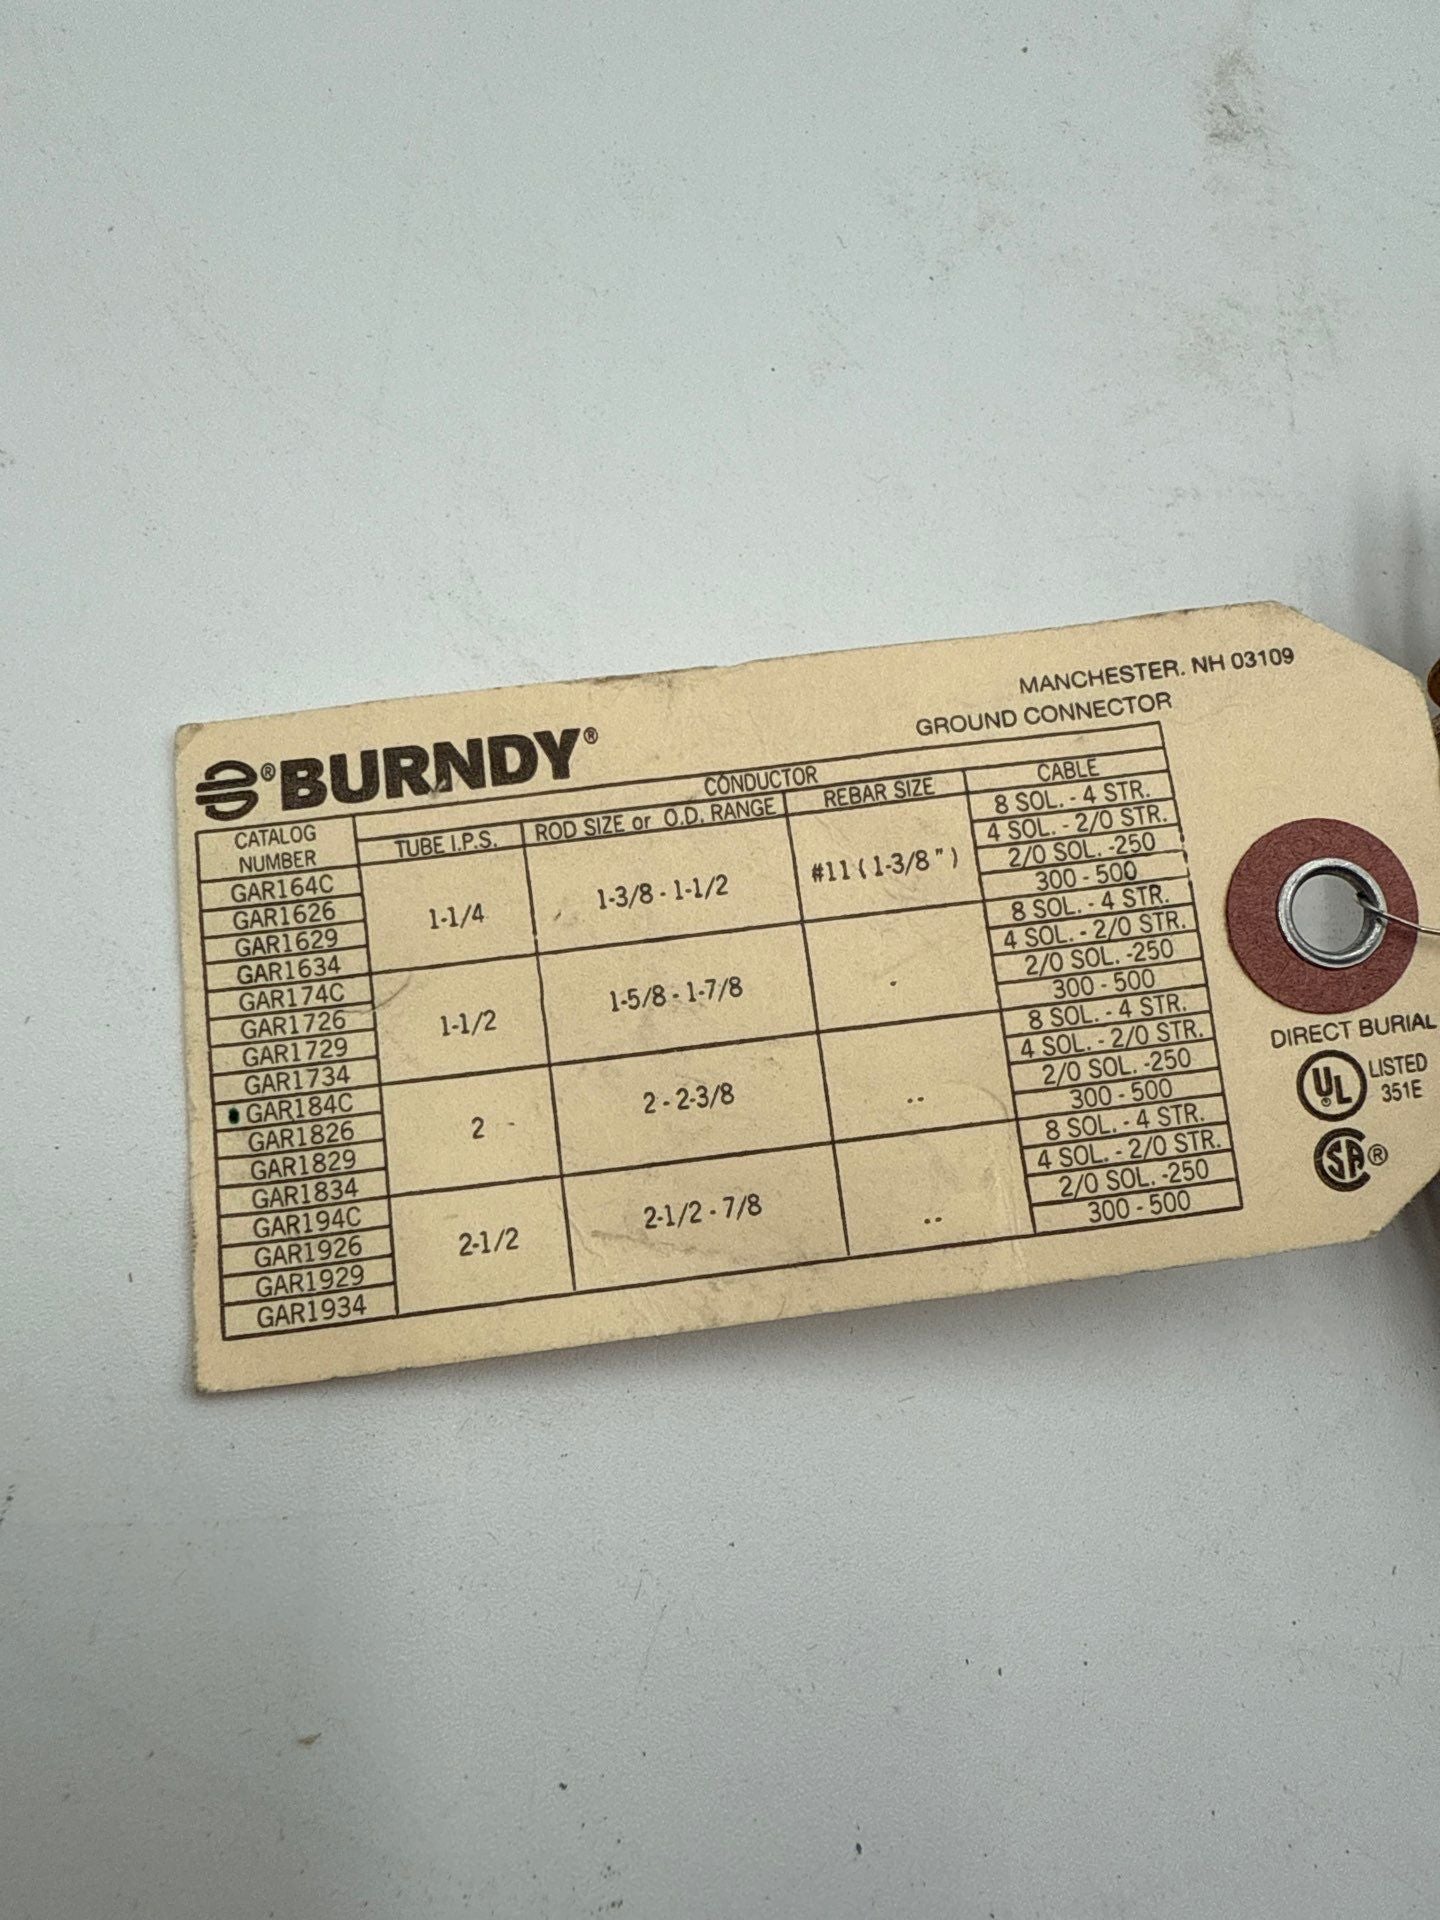 MANCHESTER. NH 03109
BURNDY®
GROUND CONNECTOR
CATALOG NUMBER
CONDUCTOR
TUBE I.P.S. ROD SIZE or O.D. RANGE REBAR SIZE CABLE
GAR164C 1-1/4 1-3/8 - 1-1/2 #11 ( 1-3/8 " ) 8 SOL. - 4 STR.
GAR1626 4 SOL. - 2/0 STR.
GAR1629 2/0 SOL. -250
GAR1634 300 - 500
GAR174C 1-1/2 1-5/8 - 1-7/8 - 8 SOL. - 4 STR.
GAR1726 4 SOL. - 2/0 STR.
GAR1729 2/0 SOL. -250
GAR1734 300 - 500
GAR184C 2 2 - 2-3/8 -- 8 SOL. - 4 STR.
GAR1826 4 SOL. - 2/0 STR.
GAR1829 2/0 SOL. -250
GAR1834 300 - 500
GAR194C 2-1/2 2-1/2 - 7/8 -- 8 SOL. - 4 STR.
GAR1926 4 SOL. - 2/0 STR.
GAR1929 2/0 SOL. -250
GAR1934 300 - 500
DIRECT BURIAL
UL® LISTED
351E
SA®